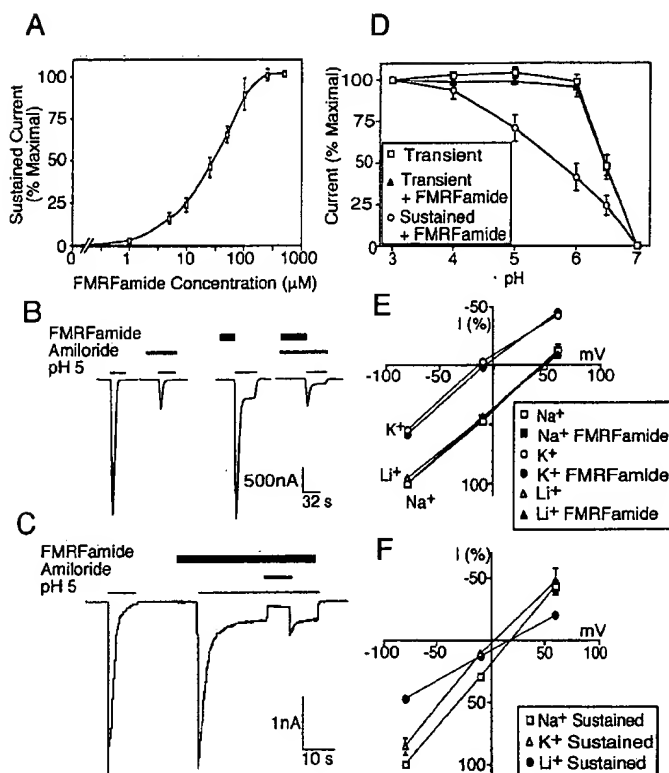 A
Sustained Current
(% Maximal)
100
75
50
25
0
1
10
100
1000
FMRFamide Concentration (µM)
D
Current (% Maximal)
100
75
50
25
0
Transient
Transient
+ FMRFamide
Sustained
+ FMRFamide
3
4
5
6
7
pH
B
FMRFamide
Amiloride
pH 5
500nA
32 s
C
FMRFamide
Amiloride
pH 5
1nA
10 s
E
-50
I (%)
mV
-100
-50
50
100
K+
Li+
Na+
100
Na+
Na+ FMRFamide
K+
K+ FMRFamide
Li+
Li+ FMRFamide
F
I (%)
-50
mV
-100
-50
50
100
50
100
Na+ Sustained
K+ Sustained
Li+ Sustained